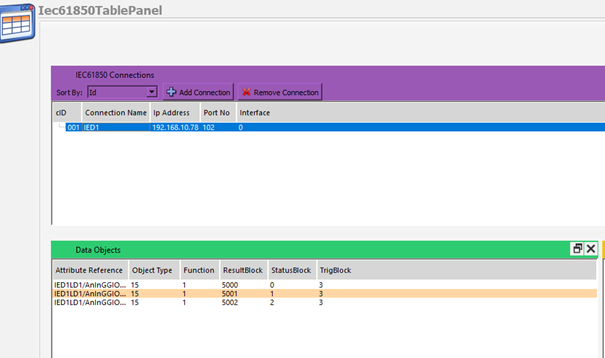 Iec61850TablePanel
IEC61850 Connections
Sort By: Id Add Connection Remove Connection
cID Connection Name Ip Address Port No Interface
001 IED1 192.168.10.78 102 0
Data Objects
Attribute Reference Object Type Function ResultBlock StatusBlock TrigBlock
IED1LD1/AnInGGIO... 15 1 5000 0 3
IED1LD1/AnInGGIO... 15 1 5001 1 3
IED1LD1/AnInGGIO... 15 1 5002 2 3